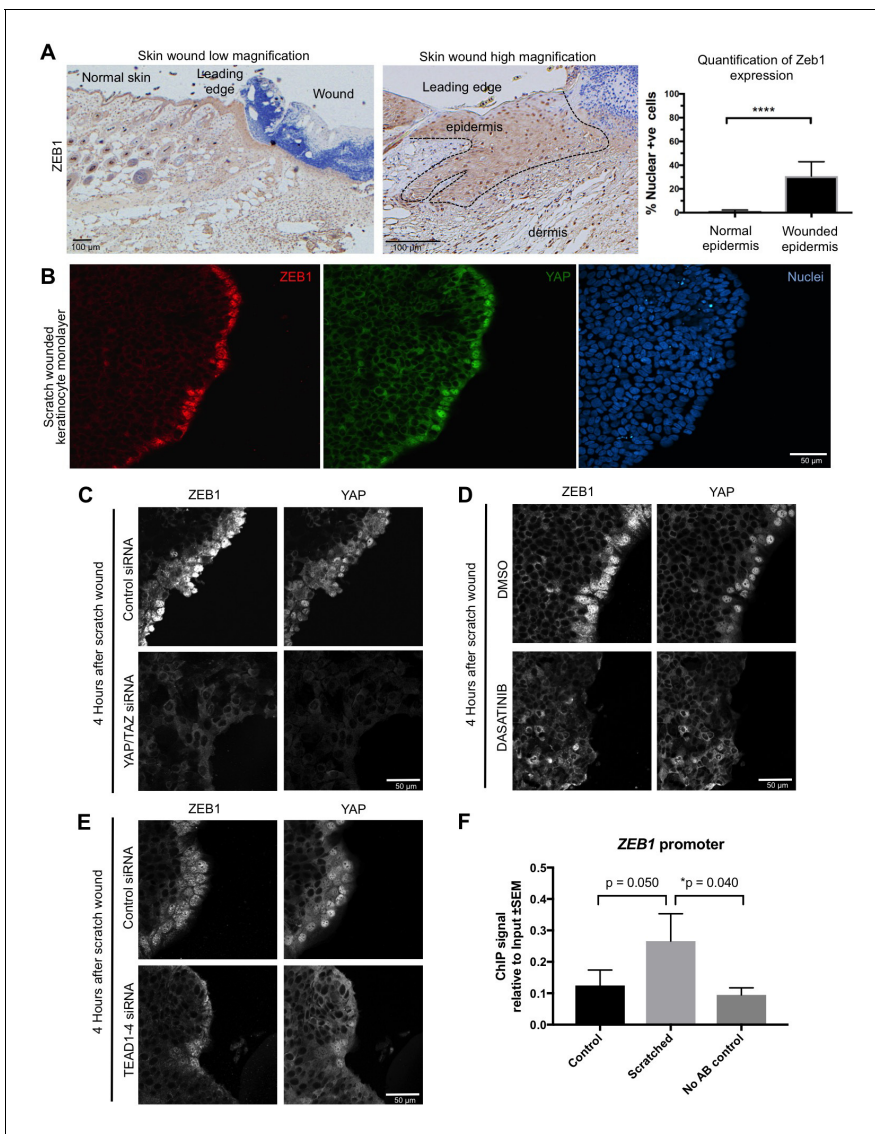 A
Skin wound low magnification
Normal skin
Leading
edge
Wound
ZEB1
100 µm
Skin wound high magnification
Leading edge
epidermis
dermis
100 µm
Quantification of Zeb1
expression
% Nuclear +ve cells
100
80
60
40
20
0
****
Normal
epidermis
Wounded
epidermis
B
Scratch wounded
keratinocyte monolayer
ZEB1
YAP
Nuclei
50 µm
C
ZEB1
YAP
4 Hours after scratch wound
Control siRNA
YAP/TAZ siRNA
50 µm
D
ZEB1
YAP
4 Hours after scratch wound
DMSO
DASATINIB
50 µm
E
ZEB1
YAP
4 Hours after scratch wound
Control siRNA
TEAD1-4 siRNA
50 µm
F
ZEB1 promoter
ChIP signal
relative to Input ±SEM
0.5
0.4
0.3
0.2
0.1
0.0
p = 0.050
*p = 0.040
Control
Scratched
No AB control